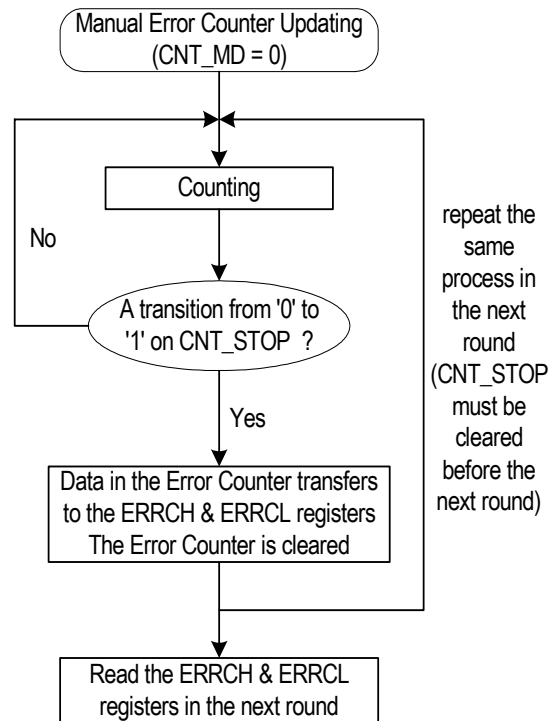 Manual Error Counter Updating
(CNT_MD = 0)
Counting
No
A transition from '0' to
'1' on CNT_STOP ?
Yes
Data in the Error Counter transfers
to the ERRCH & ERRCL registers
The Error Counter is cleared
repeat the
same
process in
the next
round
(CNT_STOP
must be
cleared
before the
next round)
Read the ERRCH & ERRCL
registers in the next round